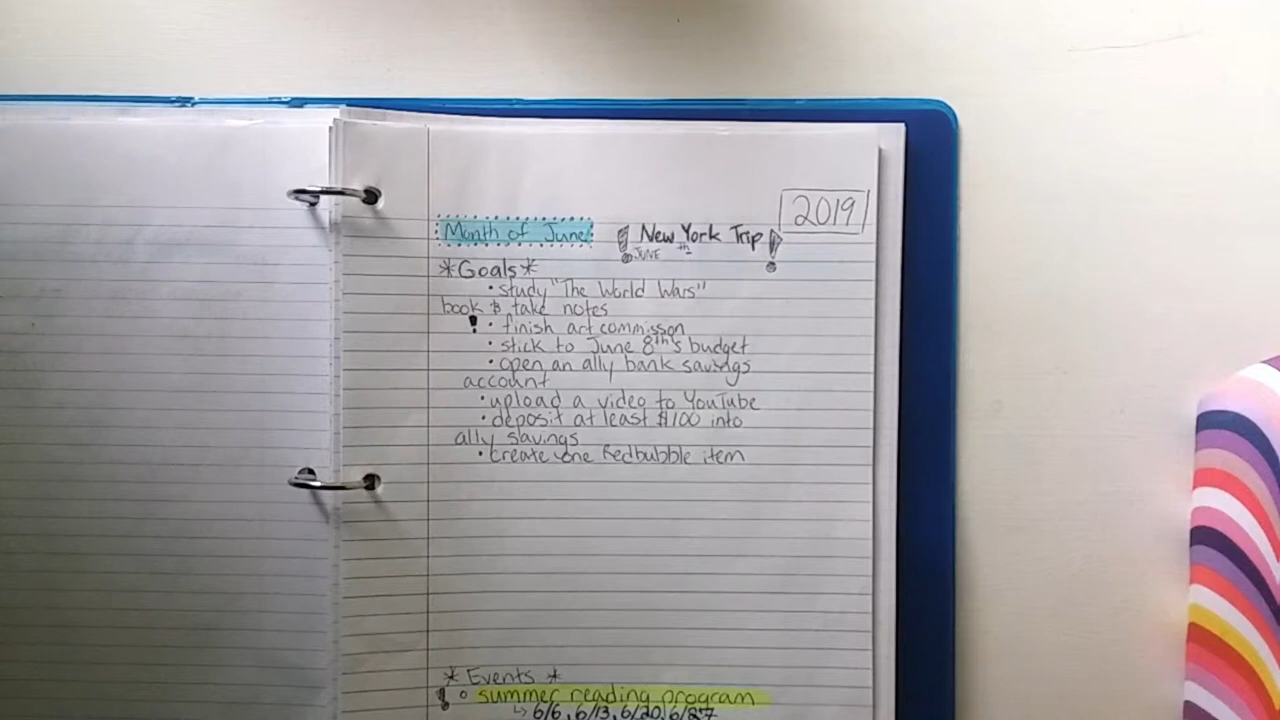 2019
Month of June ! New York Trip !
JUNE th
*Goals*
• study "The World Wars"
book & take notes
! • finish art commisson
• stick to June 8th's budget
• open an ally bank savings
account
• upload a video to YouTube
• deposit at least $100 into
ally savings
• create one Redbubble item
* Events *
! ○ summer reading program
↳ 6/6, 6/13, 6/20, 6/27